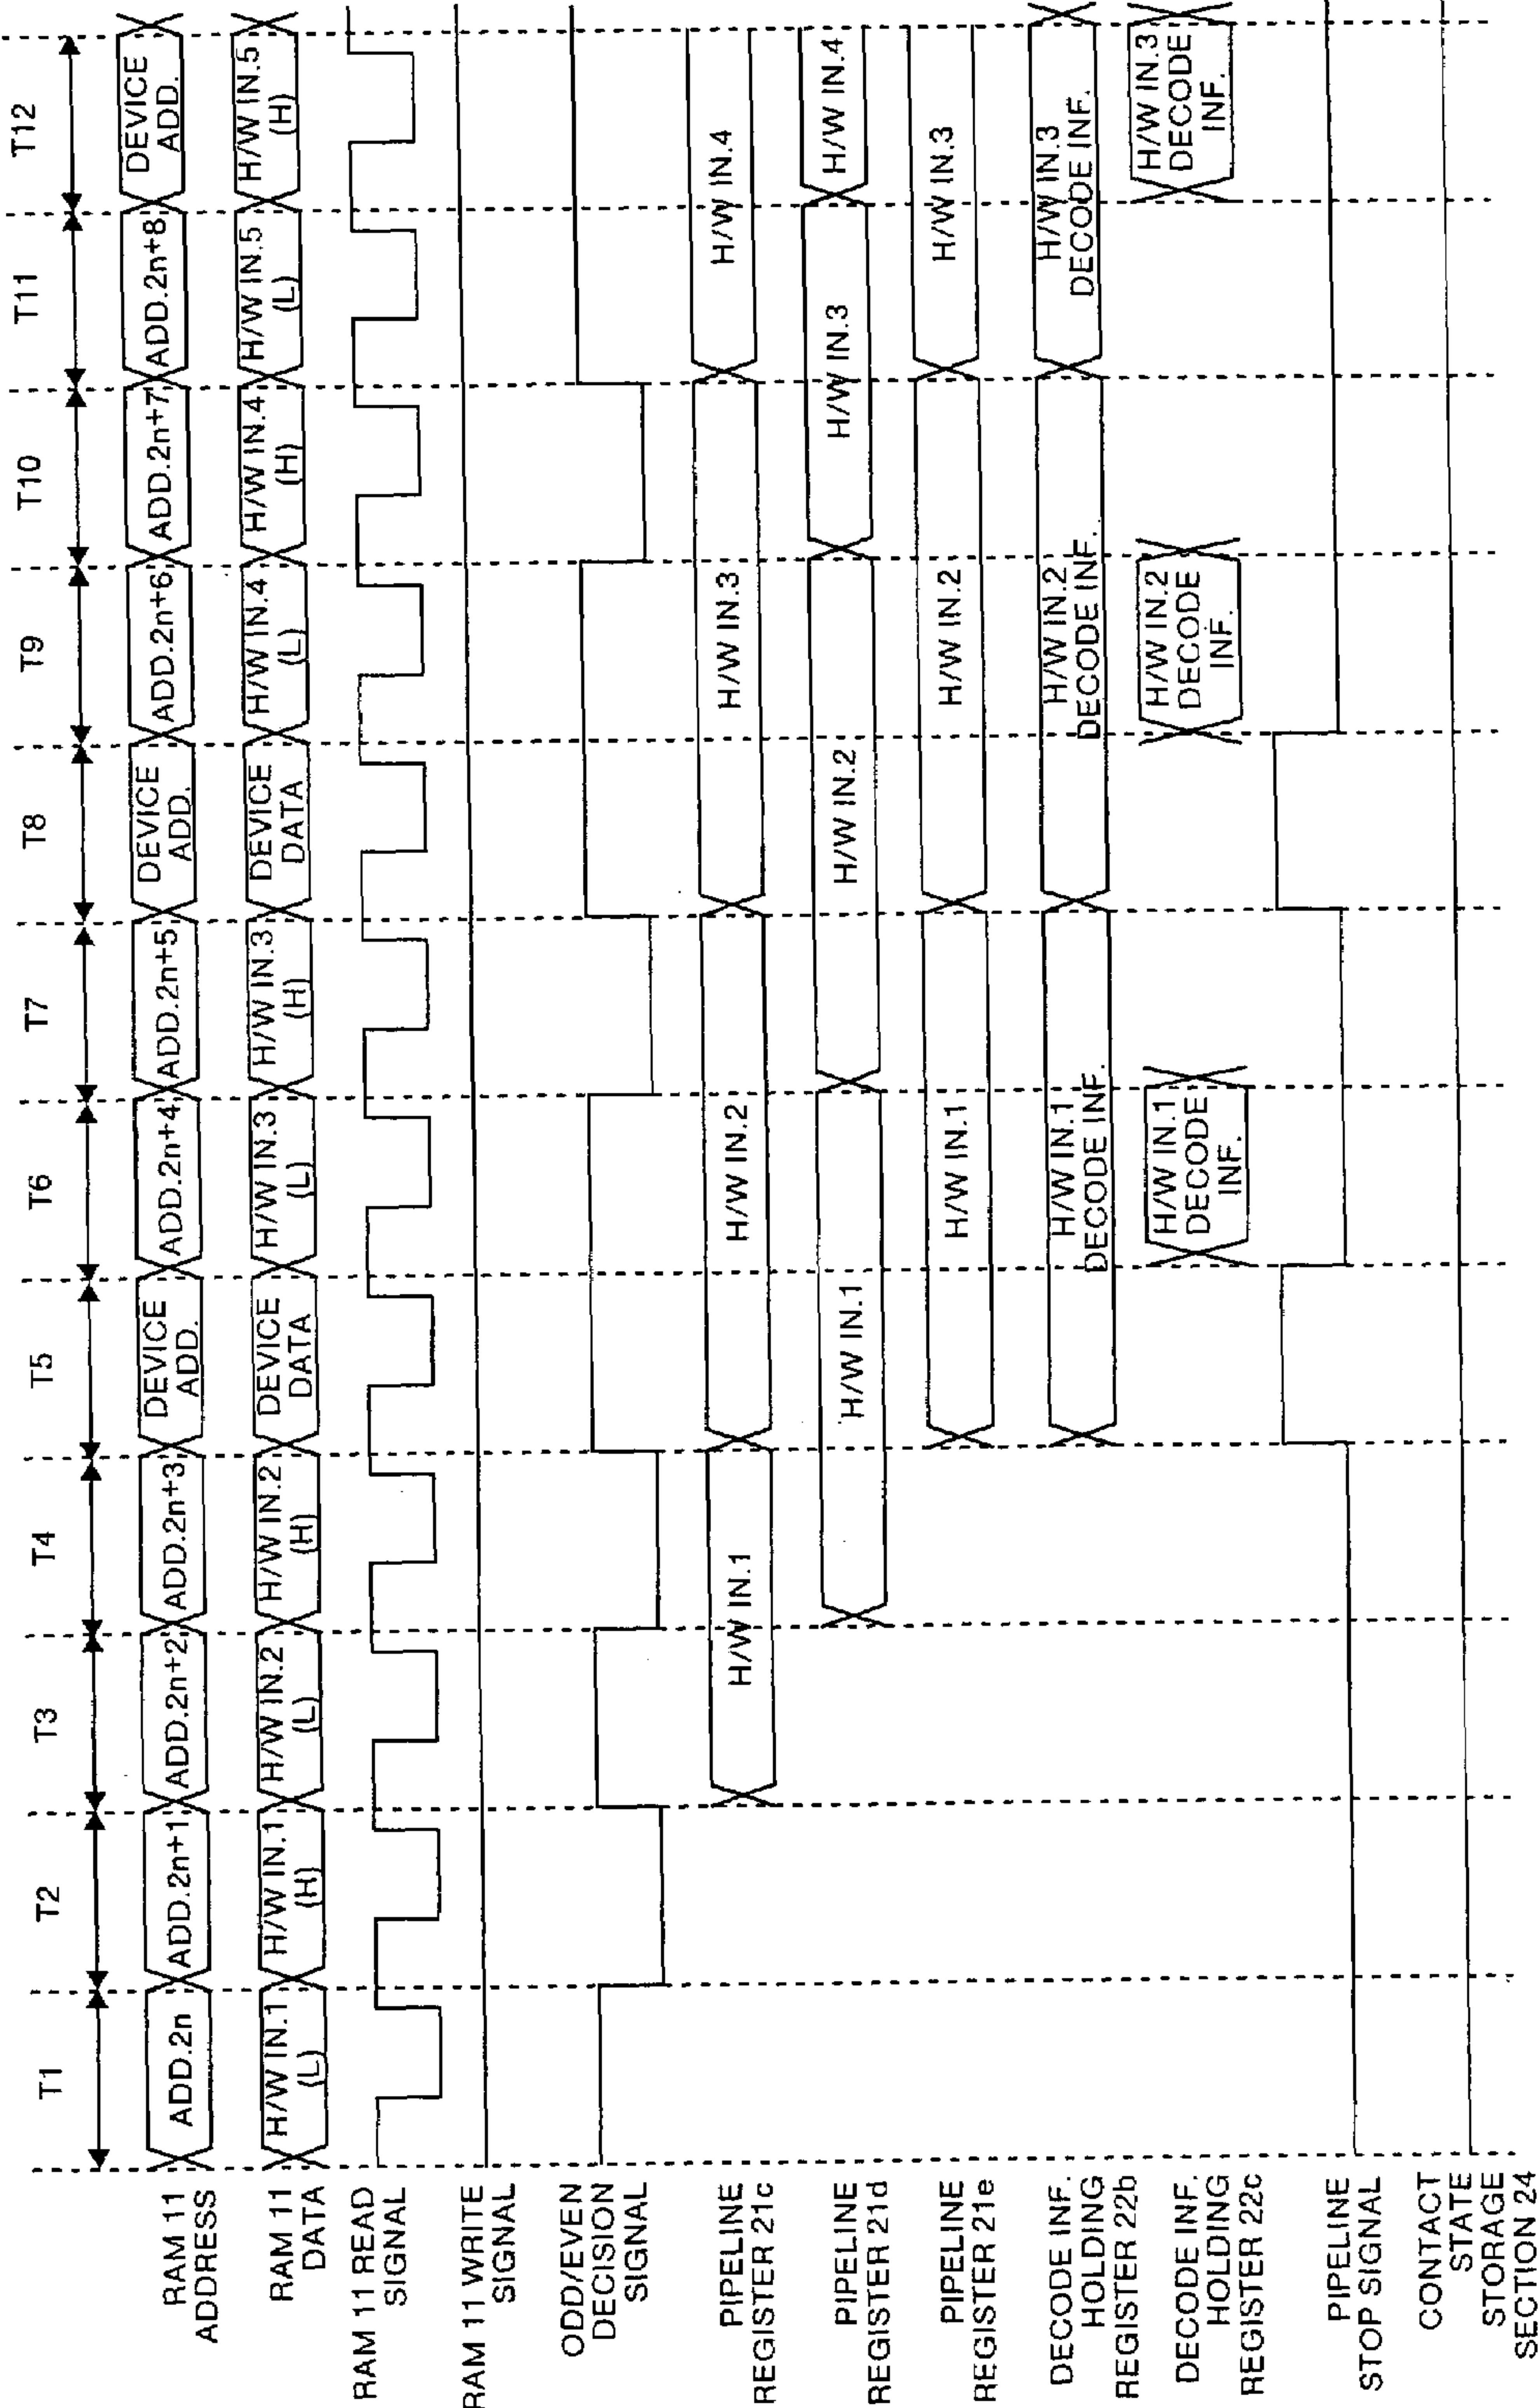 T1 T2 T3 T4 T5 T6 T7 T8 T9 T10 T11 T12
RAM 11
ADDRESS
ADD.2n
ADD.2n+1
ADD.2n+2
ADD.2n+3
DEVICE
ADD.
ADD.2n+4
ADD.2n+5
DEVICE
ADD.
ADD.2n+6
ADD.2n+7
ADD.2n+8
DEVICE
ADD.
RAM 11
DATA
H/W IN.1
(L)
H/W IN.1
(H)
H/W IN.2
(L)
H/W IN.2
(H)
DEVICE
DATA
H/W IN.3
(L)
H/W IN.3
(H)
DEVICE
DATA
H/W IN.4
(L)
H/W IN.4
(H)
H/W IN.5
(L)
H/W IN.5
(H)
RAM 11 READ
SIGNAL
RAM 11 WRITE
SIGNAL
ODD/EVEN
DECISION
SIGNAL
PIPELINE
REGISTER 21c
H/W IN.1
H/W IN.2
H/W IN.3
H/W IN.4
PIPELINE
REGISTER 21d
H/W IN.1
H/W IN.2
H/W IN.3
H/W IN.4
PIPELINE
REGISTER 21e
H/W IN.1
H/W IN.2
H/W IN.3
DECODE INF.
HOLDING
REGISTER 22b
H/W IN.1
DECODE INF.
H/W IN.2
DECODE INF.
H/W IN.3
DECODE INF.
DECODE INF.
HOLDING
REGISTER 22c
H/W IN.1
DECODE
INF.
H/W IN.2
DECODE
INF.
H/W IN.3
DECODE
INF.
PIPELINE
STOP SIGNAL
CONTACT
STATE
STORAGE
SECTION 24